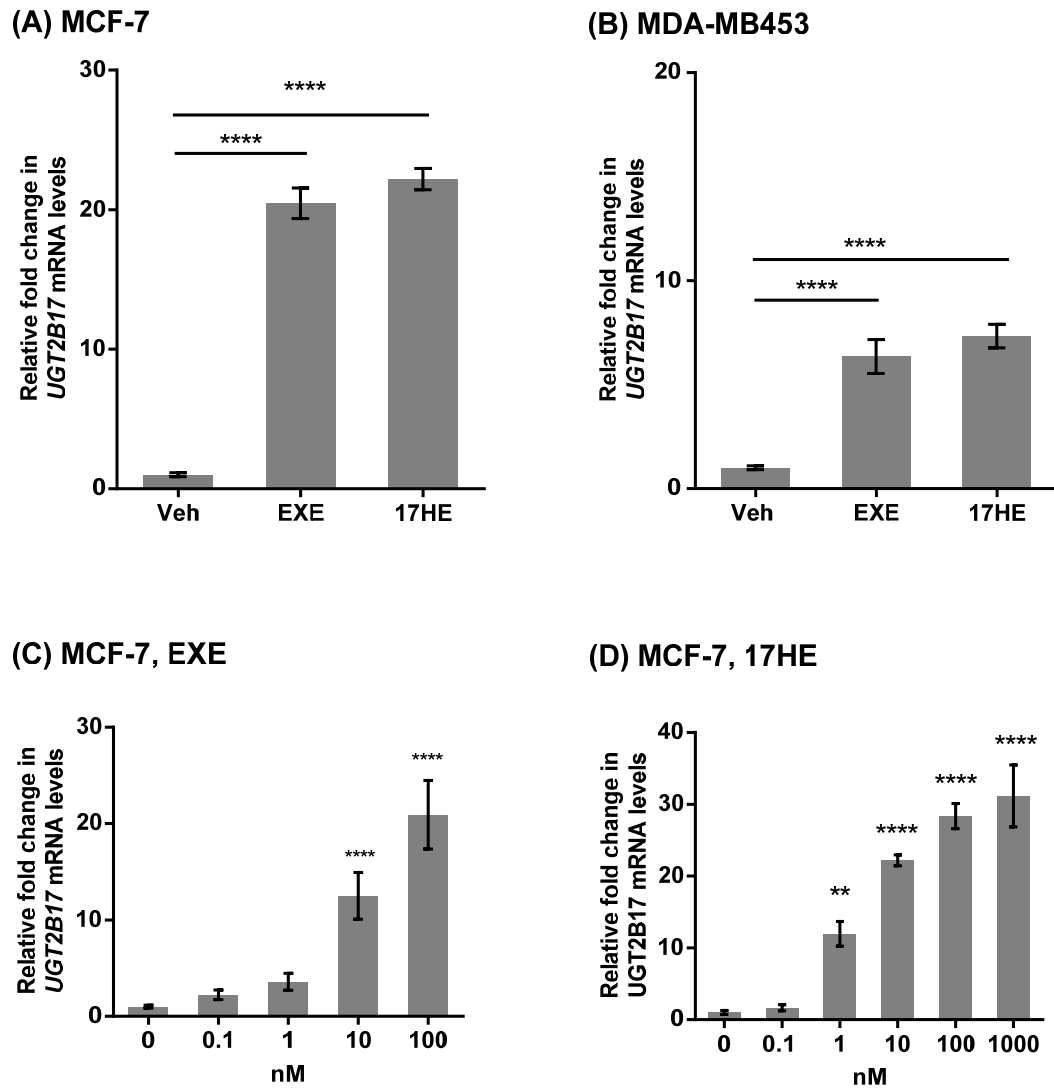 (A) MCF-7
Relative fold change in
UGT2B17 mRNA levels
30
20
10
0
****
****
Veh EXE 17HE
(B) MDA-MB453
Relative fold change in
UGT2B17 mRNA levels
20
10
0
****
****
Veh EXE 17HE
(C) MCF-7, EXE
Relative fold change in
UGT2B17 mRNA levels
30
20
10
0
****
****
0 0.1 1 10 100
nM
(D) MCF-7, 17HE
Relative fold change in
UGT2B17 mRNA levels
40
30
20
10
0
**
****
****
****
0 0.1 1 10 100 1000
nM